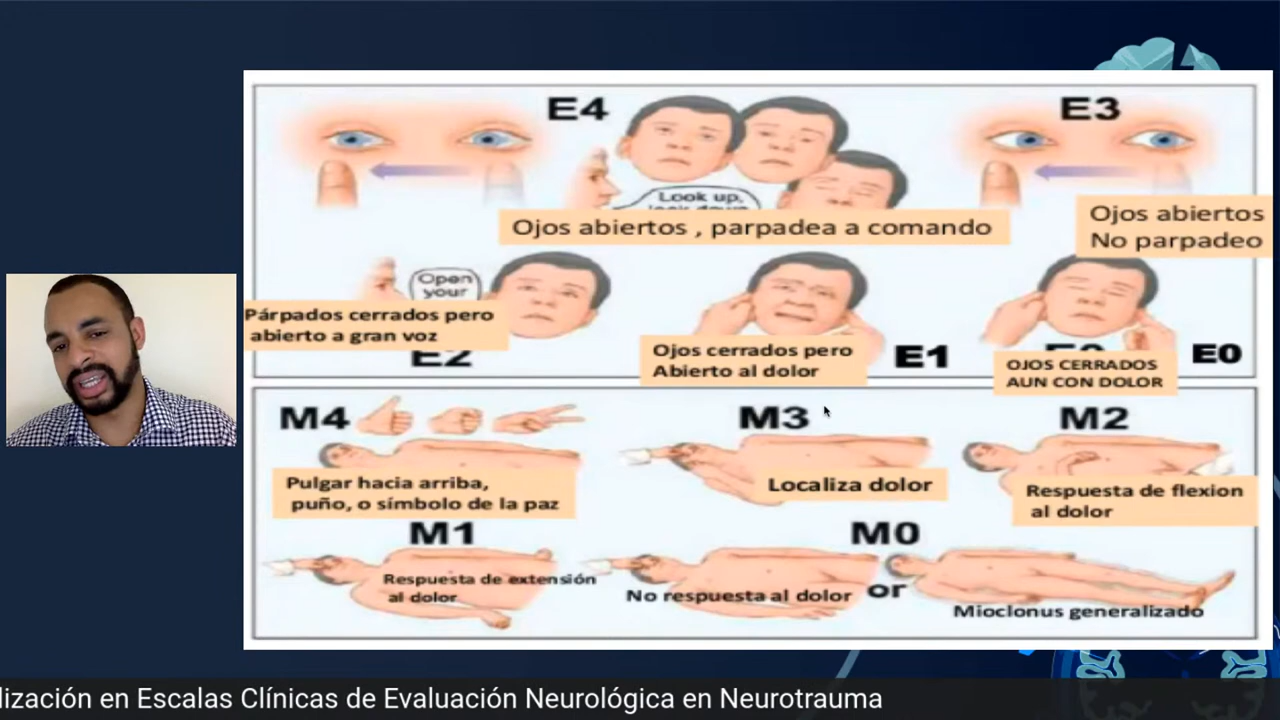 E4
E3
Look up,
Ojos abiertos , parpadea a comando
Ojos abiertos
No parpadeo
Open
your
Párpados cerrados pero
abierto a gran voz
E2
Ojos cerrados pero
Abierto al dolor
E1
OJOS CERRADOS
AUN CON DOLOR
E0
M4
M3
M2
Pulgar hacia arriba,
puño, o símbolo de la paz
Localiza dolor
Respuesta de flexion
al dolor
M1
M0
Respuesta de extensión
al dolor
No respuesta al dolor
or
Mioclonus generalizado
lización en Escalas Clínicas de Evaluación Neurológica en Neurotrauma